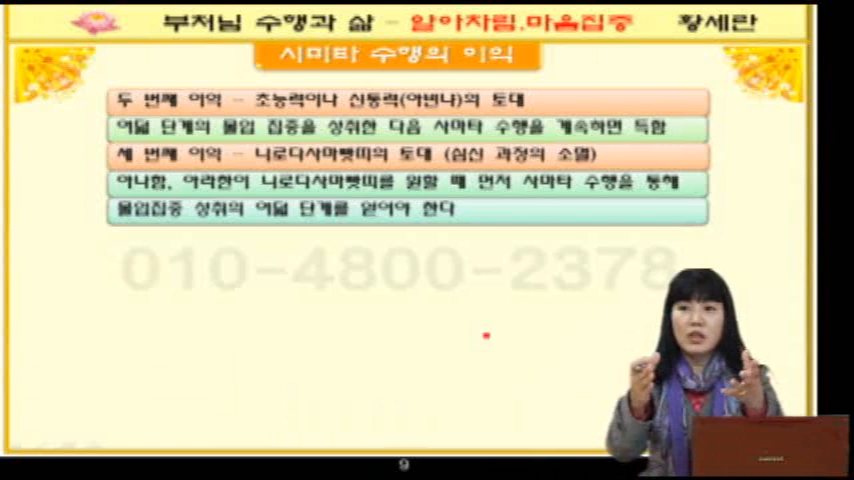 부처님 수행과 삶 - 알아차림.마음집중 황세란
시미타 수행의 이익
두 번째 이익 - 초능력이나 신통력(아빈냐)의 토대
여덟 단계의 몰입 집중을 성취한 다음 사마타 수행을 계속하면 득함
세 번째 이익 - 니로다사마빳띠의 토대 (심신 과정의 소멸)
아나함, 아라한이 니로다사마빳띠를 원할 때 먼저 사마타 수행을 통해
몰입집중 성취의 여덟 단계를 얻어야 한다
010-4800-2378
9